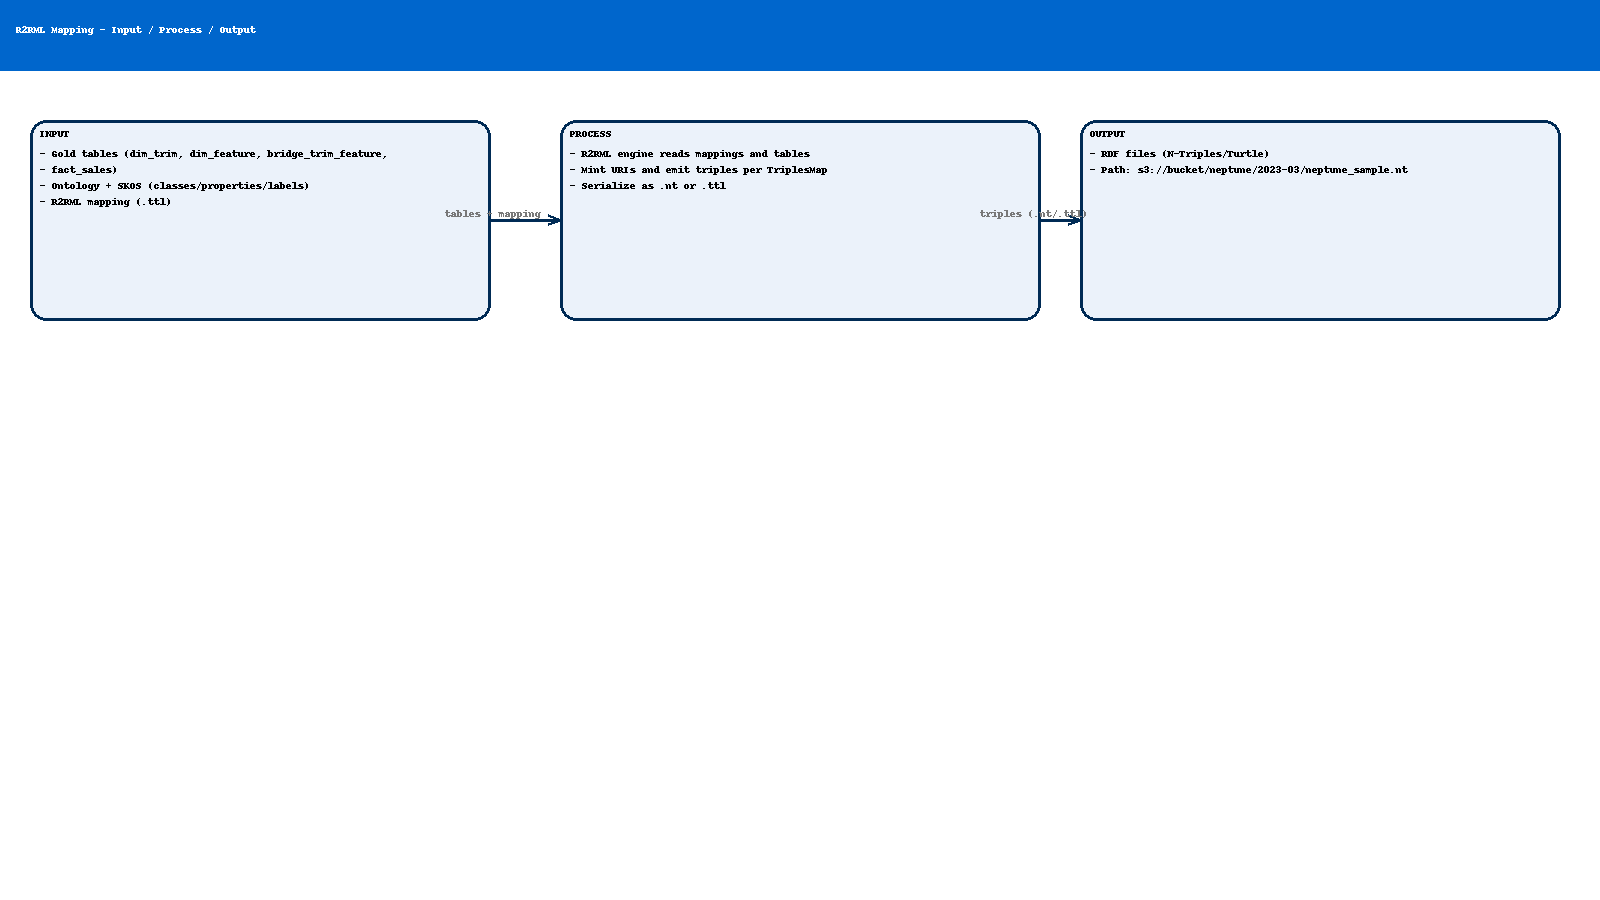 R2RML Mapping - Input / Process / Output
INPUT
- Gold tables (dim_trim, dim_feature, bridge_trim_feature,
- fact_sales)
- Ontology + SKOS (classes/properties/labels)
- R2RML mapping (.ttl)
tables + mapping
PROCESS
- R2RML engine reads mappings and tables
- Mint URIs and emit triples per TriplesMap
- Serialize as .nt or .ttl
triples (.nt/.ttl)
OUTPUT
- RDF files (N-Triples/Turtle)
- Path: s3://bucket/neptune/2023-03/neptune_sample.nt